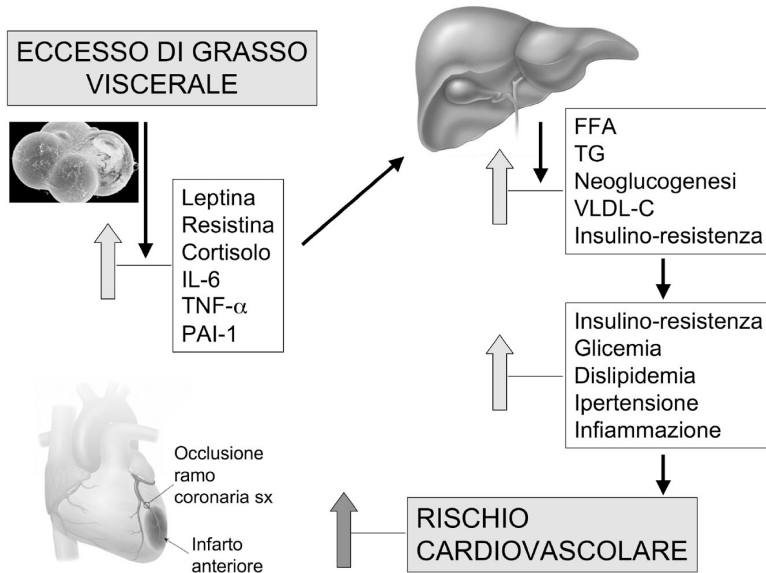 ECCESSO DI GRASSO
VISCERALE
Leptina
Resistina
Cortisolo
IL-6
TNF-α
PAI-1
FFA
TG
Neoglucogenesi
VLDL-C
Insulino-resistenza
Insulino-resistenza
Glicemia
Dislipidemia
Ipertensione
Infiammazione
Occlusione
ramo
coronaria sx
Infarto
anteriore
RISCHIO
CARDIOVASCOLARE